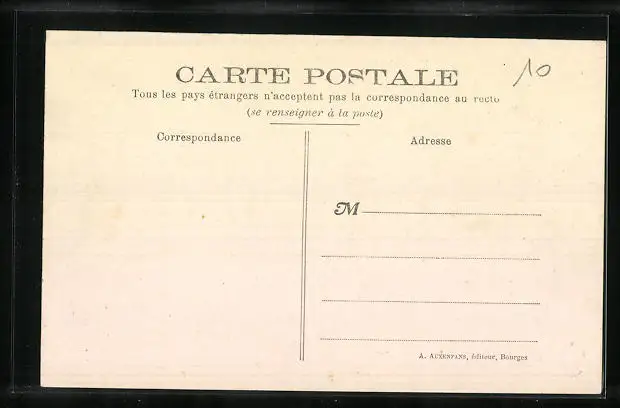 CARTE POSTALE
10
Tous les pays étrangers n'acceptent pas la correspondance au recto
(se renseigner à la poste)
Correspondance
Adresse
M
A. AUXENFANS, éditeur, Bourges